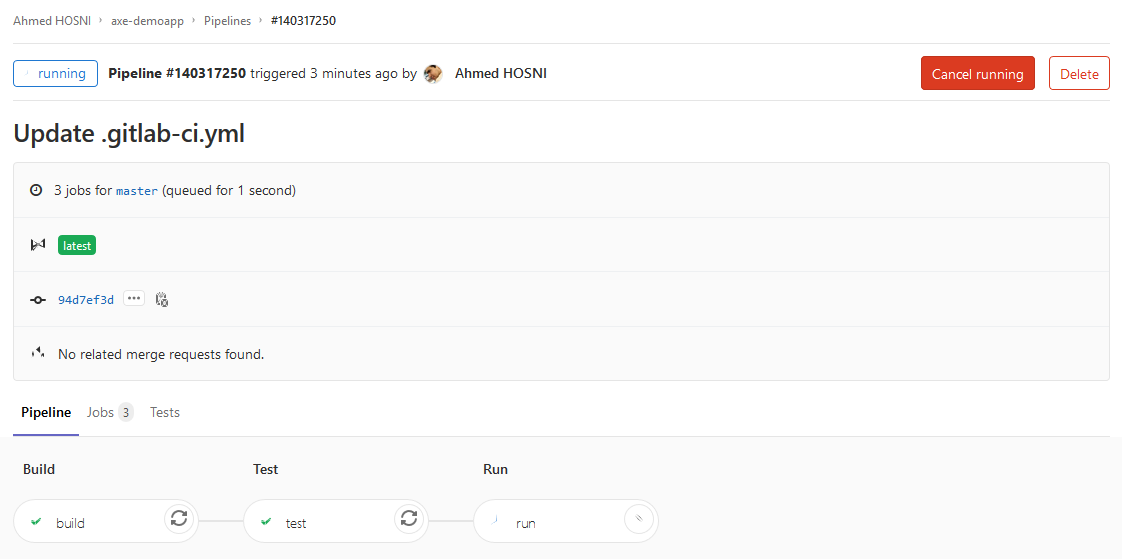 Ahmed HOSNI › axe-demoapp › Pipelines › #140317250
running Pipeline #140317250 triggered 3 minutes ago by Ahmed HOSNI Cancel running Delete
Update .gitlab-ci.yml
3 jobs for master (queued for 1 second)
latest
94d7ef3d ...
No related merge requests found.
Pipeline Jobs 3 Tests
Build Test Run
build test run